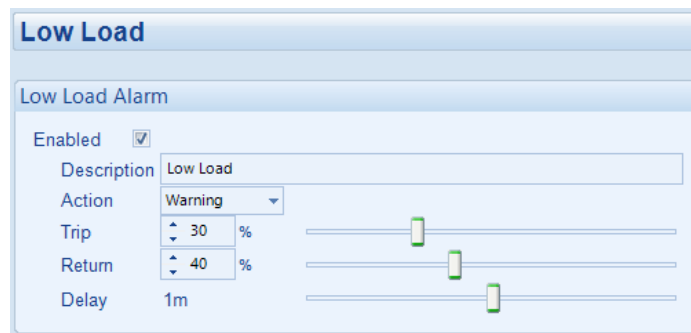 Low Load
Low Load Alarm
Enabled
Description Low Load
Action Warning
Trip 30 %
Return 40 %
Delay 1m